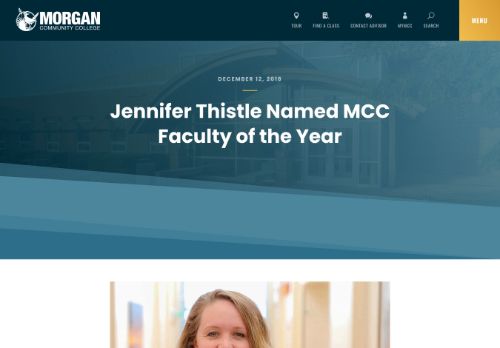 MORGAN
COMMUNITY COLLEGE
TOUR
FIND A CLASS
CONTACT ADVISOR
MYMCC
SEARCH
MENU
DECEMBER 12, 2018
Jennifer Thistle Named MCC
Faculty of the Year